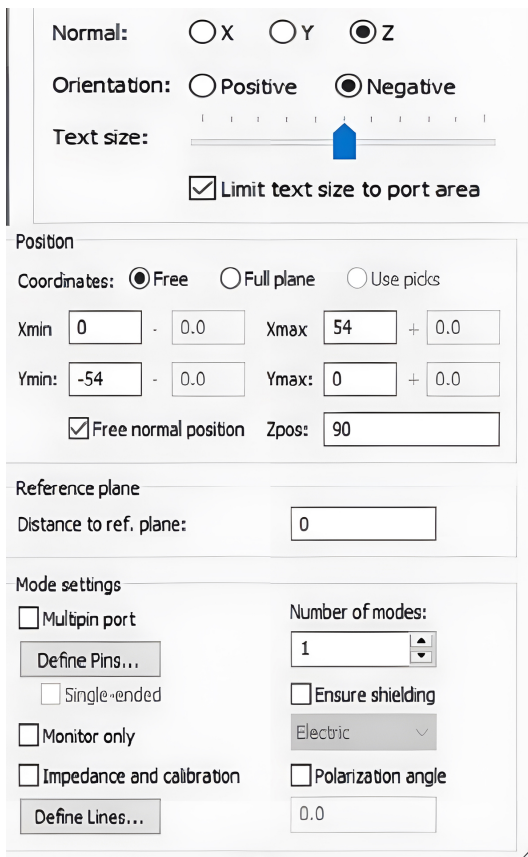 Normal: X Y Z
Orientation: Positive Negative
Text size:
Limit text size to port area
Position
Coordinates: Free Full plane Use picks
Xmin 0 - 0.0 Xmax 54 + 0.0
Ymin: -54 - 0.0 Ymax: 0 + 0.0
Free normal position Zpos: 90
Reference plane
Distance to ref. plane: 0
Mode settings
Multipin port Number of modes:
Define Pins... 1
Single-ended Ensure shielding
Monitor only Electric
Impedance and calibration Polarization angle
Define Lines... 0.0